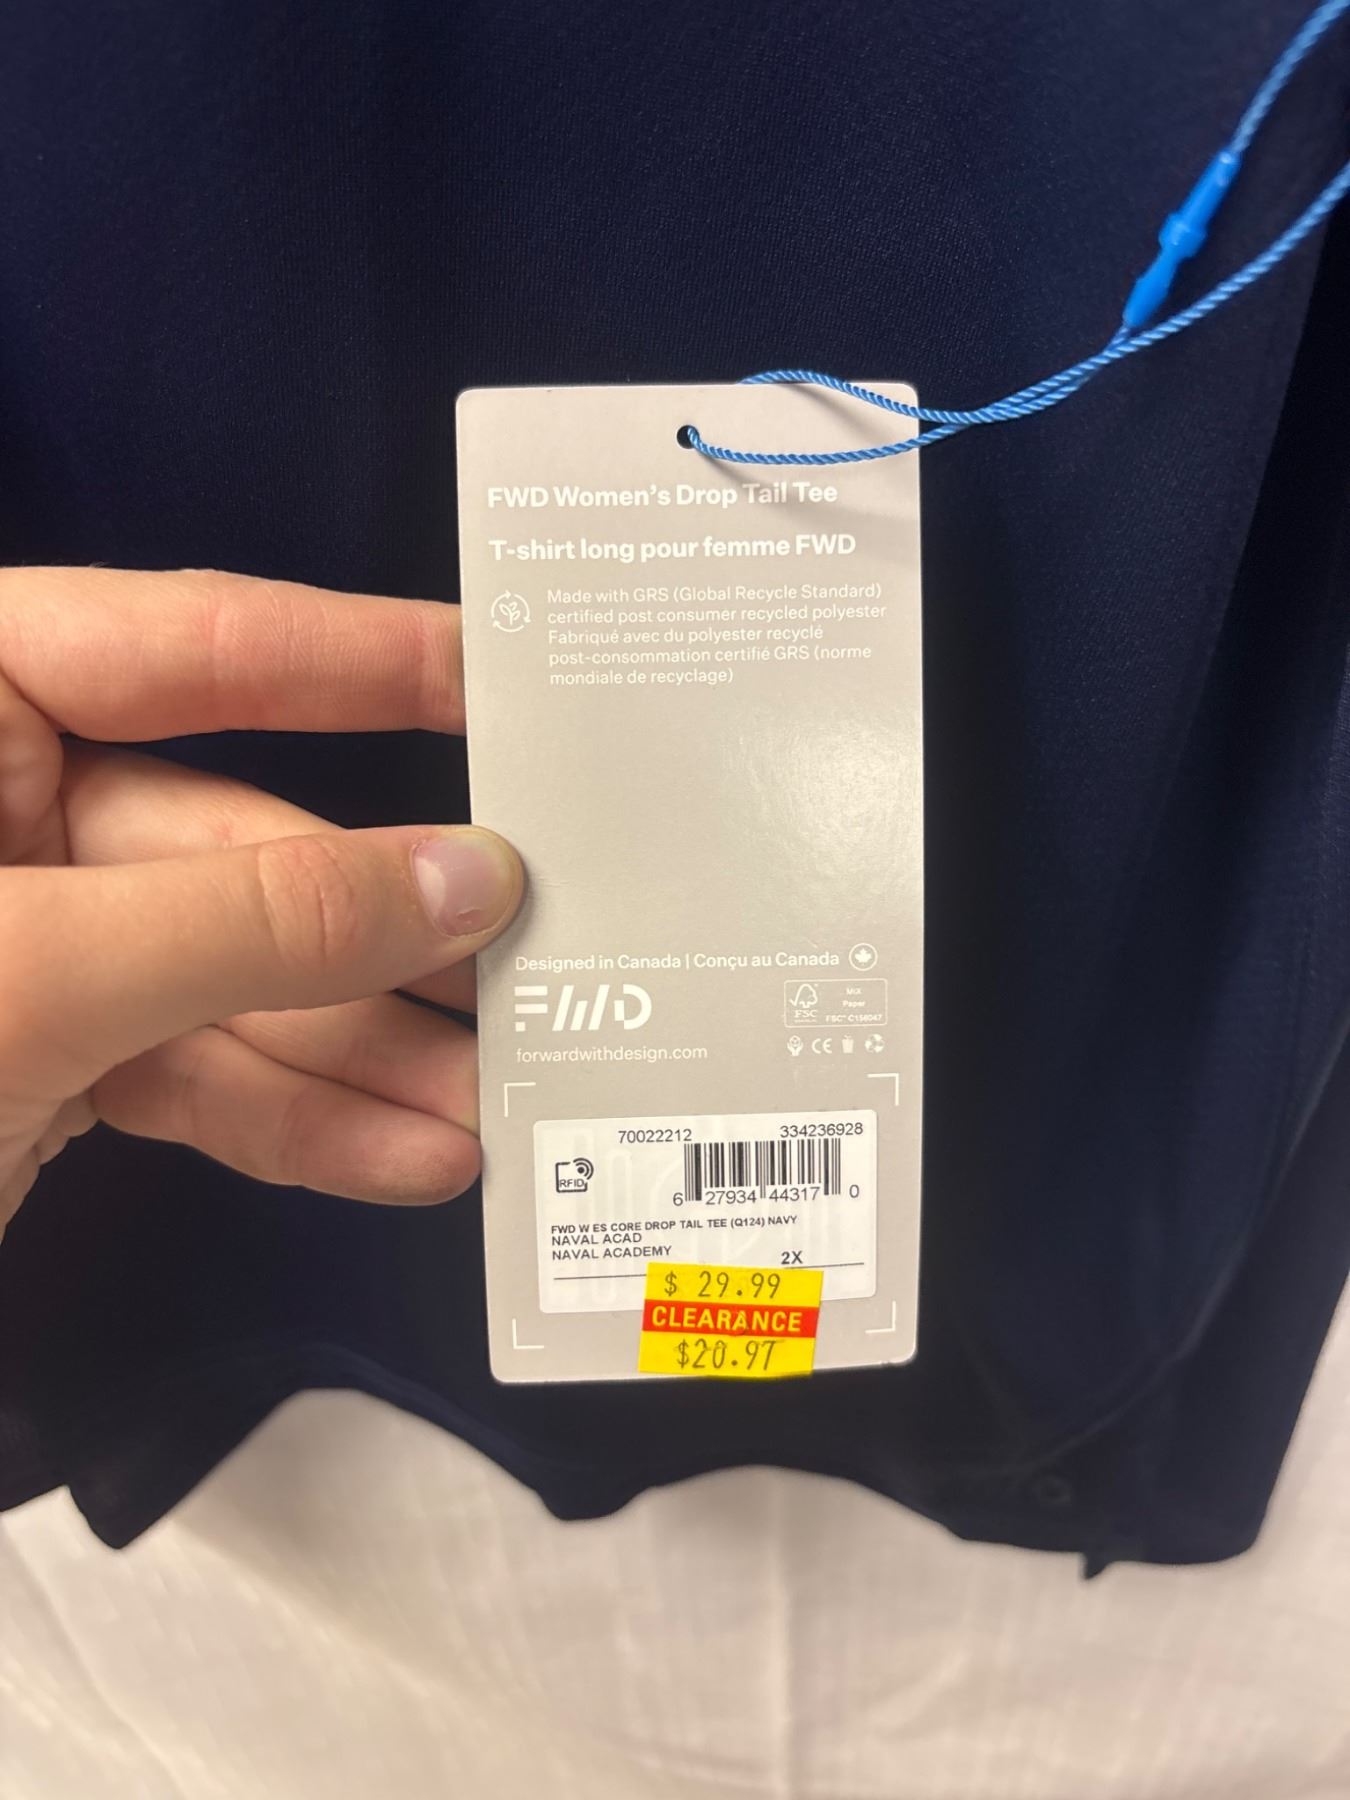 FWD Women's Drop Tail Tee
T-shirt long pour femme FWD
Made with GRS (Global Recycle Standard)
certified post consumer recycled polyester
Fabriqué avec du polyester recyclé
post-consommation certifié GRS (norme
mondiale de recyclage)
Designed in Canada | Conçu au Canada
FWD
forwardwithdesign.com
FSC
MIX
Paper
FSC™ C156047
CE
70022212 334236928
RFID
6 27934 44317 0
FWD W ES CORE DROP TAIL TEE (Q124) NAVY
NAVAL ACAD
NAVAL ACADEMY
2X
$ 29.99
CLEARANCE
$20.97